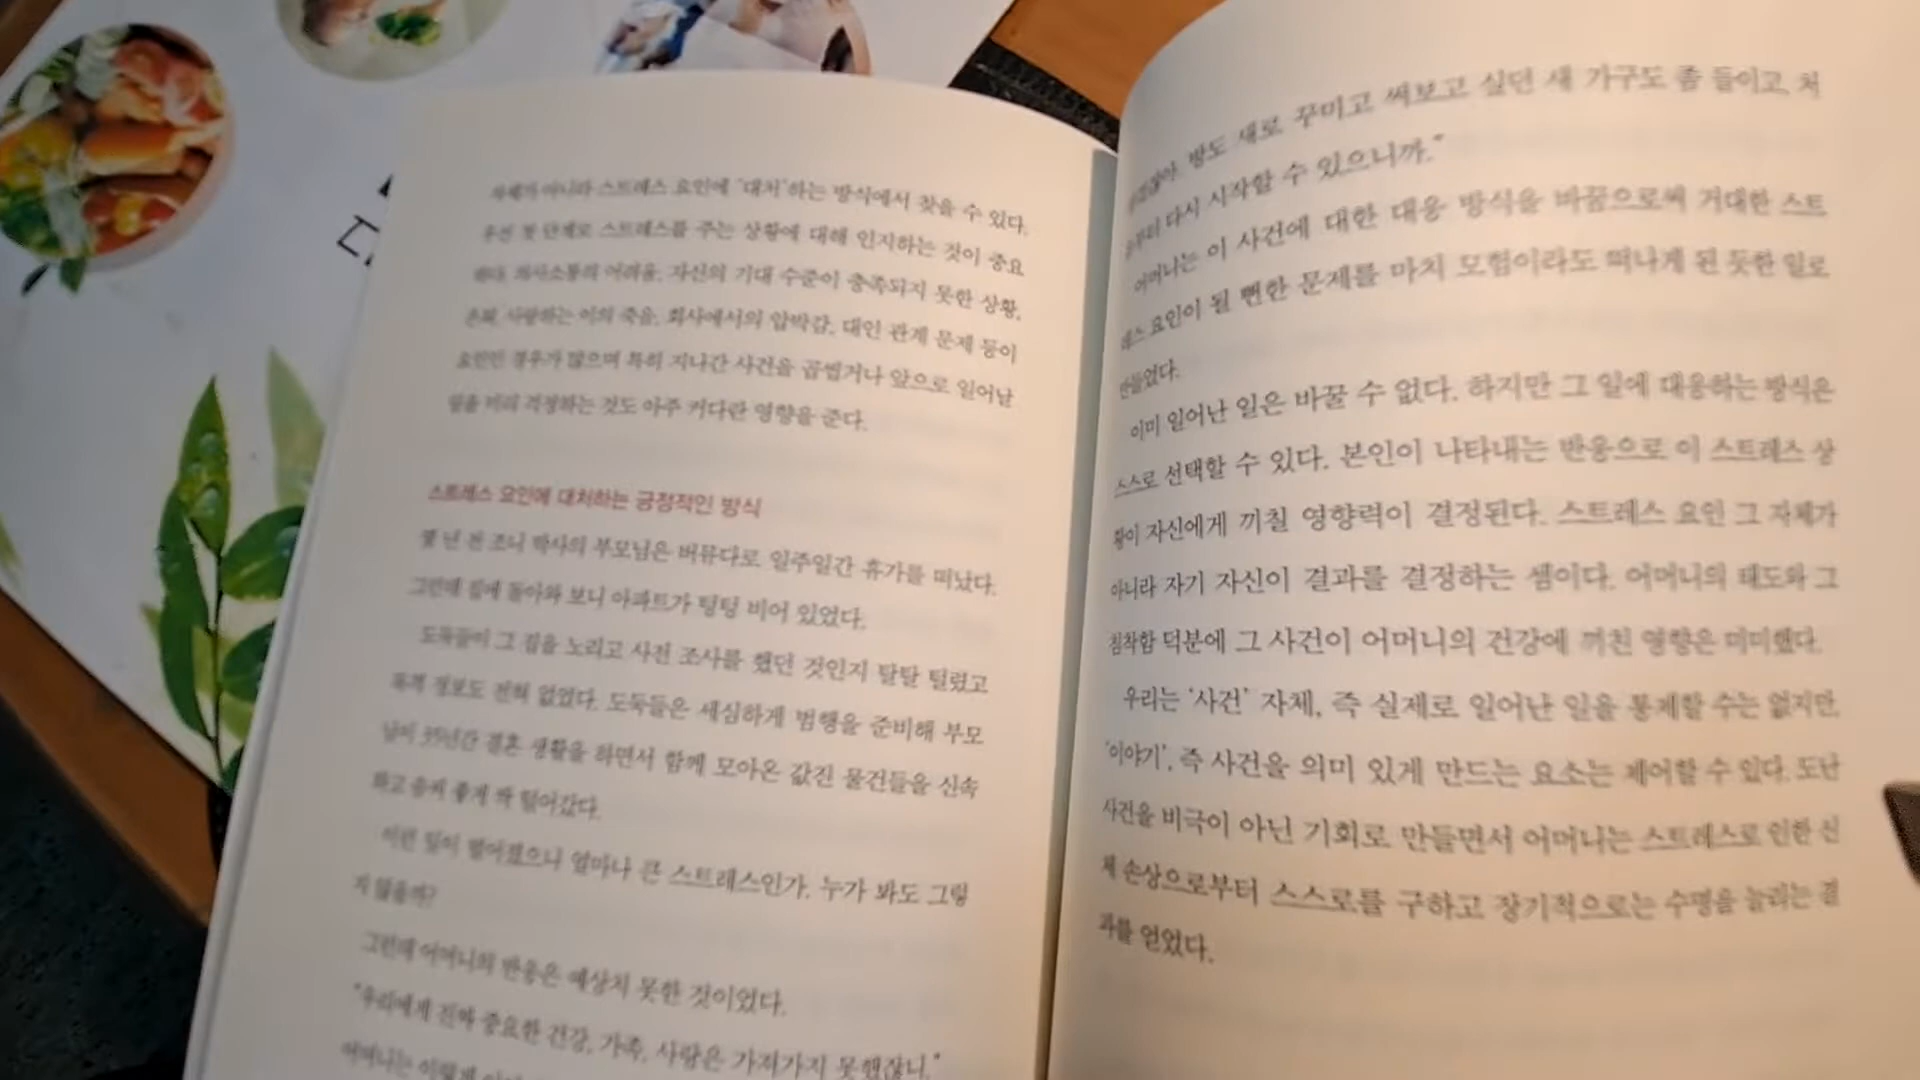 자체가 아니라 스트레스 요인에 '대처'하는 방식에서 찾을 수 있다.
우선 첫 단계로 스트레스를 주는 상황에 대해 인지하는 것이 중요
하다. 의사소통의 어려움, 자신의 기대 수준이 충족되지 못한 상황,
은퇴, 사랑하는 이의 죽음, 회사에서의 압박감, 대인 관계 문제 등이
요인인 경우가 많으며 특히 지나간 사건을 곱씹거나 앞으로 일어날
일을 미리 걱정하는 것도 아주 커다란 영향을 준다.
스트레스 요인에 대처하는 긍정적인 방식
몇 년 전 조니 박사의 부모님은 버뮤다로 일주일간 휴가를 떠났다.
그런데 집에 돌아와 보니 아파트가 텅텅 비어 있었다.
도둑들이 그 집을 노리고 사전 조사를 했던 것인지 탈탈 털렸고
목격 정보도 전혀 없었다. 도둑들은 세심하게 범행을 준비해 부모
님이 35년간 결혼 생활을 하면서 함께 모아온 값진 물건들을 신속
하고 솜씨 좋게 싹 털어갔다.
이런 일이 벌어졌으니 얼마나 큰 스트레스인가. 누가 봐도 그렇
지 않을까?
그런데 어머니의 반응은 예상치 못한 것이었다.
"우리에게 진짜 중요한 건강, 가족, 사랑은 가져가지 못했잖니."
어머니는 이렇게
방도 새로 꾸미고 써보고 싶던 새 가구도 좀 들이고, 처
음부터 다시 시작할 수 있으니까."
어머니는 이 사건에 대한 대응 방식을 바꿈으로써 거대한 스트
레스 요인이 될 뻔한 문제를 마치 모험이라도 떠나게 된 듯한 일로
만들었다.
이미 일어난 일은 바꿀 수 없다. 하지만 그 일에 대응하는 방식은
스스로 선택할 수 있다. 본인이 나타내는 반응으로 이 스트레스 상
황이 자신에게 끼칠 영향력이 결정된다. 스트레스 요인 그 자체가
아니라 자기 자신이 결과를 결정하는 셈이다. 어머니의 태도와 그
침착함 덕분에 그 사건이 어머니의 건강에 끼친 영향은 미미했다.
우리는 '사건' 자체, 즉 실제로 일어난 일을 통제할 수는 없지만,
'이야기', 즉 사건을 의미 있게 만드는 요소는 제어할 수 있다. 도난
사건을 비극이 아닌 기회로 만들면서 어머니는 스트레스로 인한 신
체 손상으로부터 스스로를 구하고 장기적으로는 수명을 늘리는 결
과를 얻었다.